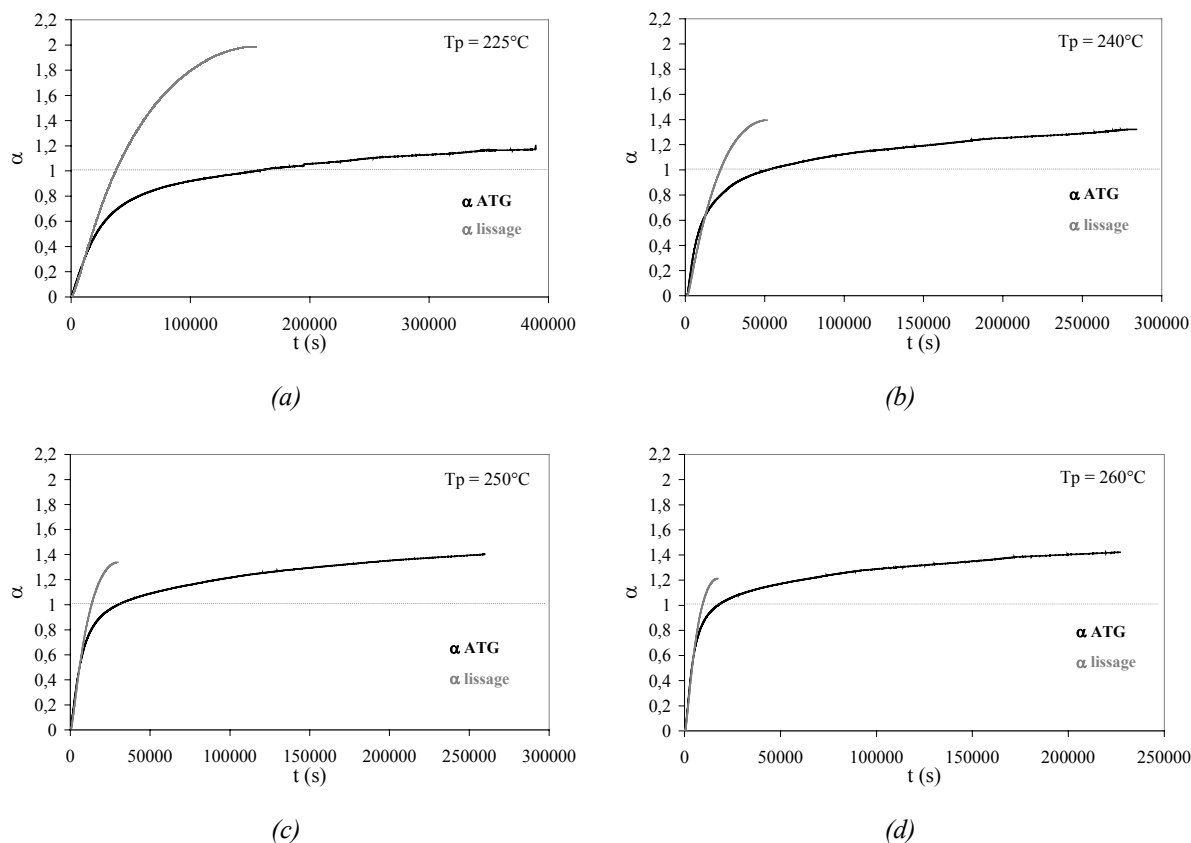 2,2
2
1,8
1,6
1,4
1,2
1
0,8
0,6
0,4
0,2
0
α
Tp = 225°C
α ATG
α lissage
0 100000 200000 300000 400000
t (s)
(a)
2,2
2
1,8
1,6
1,4
1,2
1
0,8
0,6
0,4
0,2
0
α
Tp = 240°C
α ATG
α lissage
0 50000 100000 150000 200000 250000 300000
t (s)
(b)
2,2
2
1,8
1,6
1,4
1,2
1
0,8
0,6
0,4
0,2
0
α
Tp = 250°C
α ATG
α lissage
0 50000 100000 150000 200000 250000 300000
t (s)
(c)
2,2
2
1,8
1,6
1,4
1,2
1
0,8
0,6
0,4
0,2
0
α
Tp = 260°C
α ATG
α lissage
0 50000 100000 150000 200000 250000
t (s)
(d)